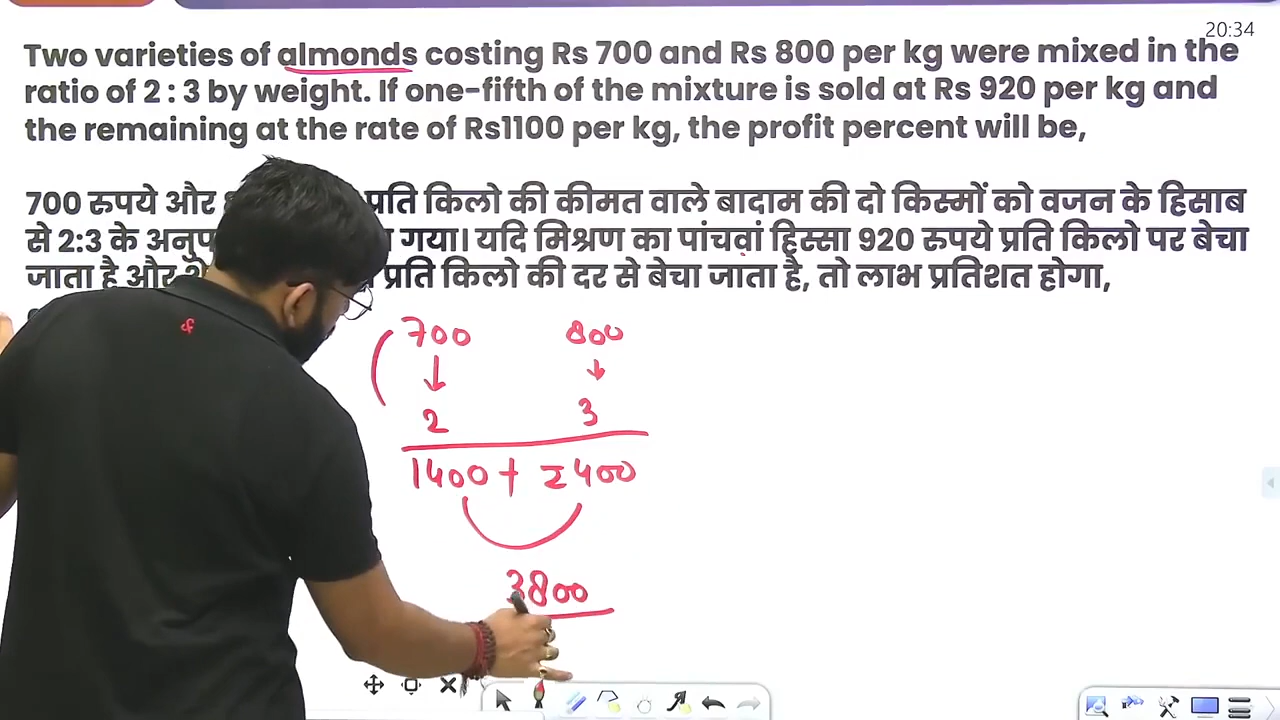 20:34
Two varieties of almonds costing Rs 700 and Rs 800 per kg were mixed in the
ratio of 2 : 3 by weight. If one-fifth of the mixture is sold at Rs 920 per kg and
the remaining at the rate of Rs1100 per kg, the profit percent will be,
700 रुपये और प्रति किलो की कीमत वाले बादाम की दो किस्मों को वजन के हिसाब
से 2:3 के गया। यदि मिश्रण का पांचवां हिस्सा 920 रुपये प्रति किलो पर बेचा
जाता है और प्रति किलो की दर से बेचा जाता है, तो लाभ प्रतिशत होगा,
700 800
2 3
1400 + 2400
3800